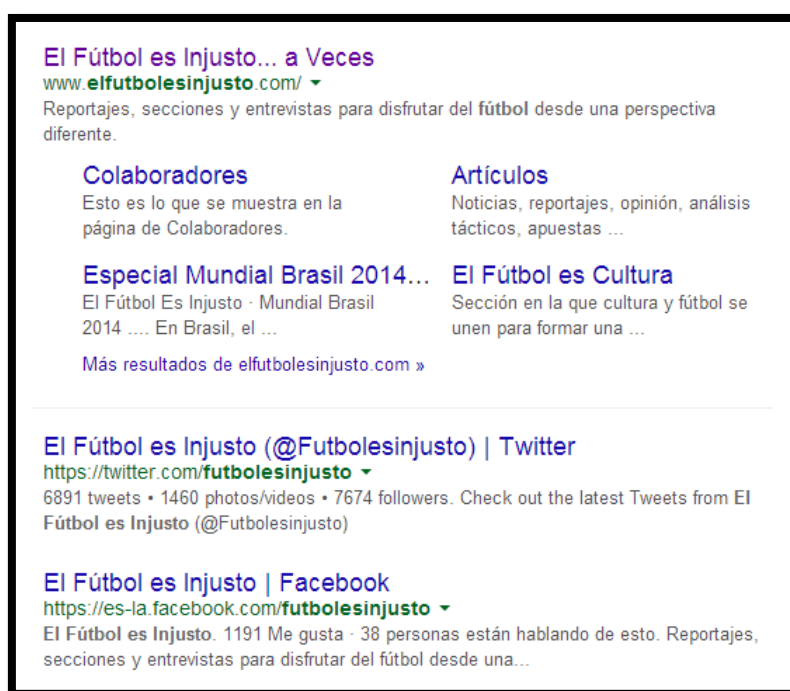 El Fútbol es Injusto... a Veces
www.elfutbolesinjusto.com/
Reportajes, secciones y entrevistas para disfrutar del fútbol desde una perspectiva
diferente.
Colaboradores
Esto es lo que se muestra en la
página de Colaboradores.
Artículos
Noticias, reportajes, opinión, análisis
tácticos, apuestas ...
Especial Mundial Brasil 2014...
El Fútbol Es Injusto · Mundial Brasil
2014 .... En Brasil, el ...
El Fútbol es Cultura
Sección en la que cultura y fútbol se
unen para formar una ...
Más resultados de elfutbolesinjusto.com »
El Fútbol es Injusto (@Futbolesinjusto) | Twitter
https://twitter.com/futbolesinjusto
6891 tweets • 1460 photos/videos • 7674 followers. Check out the latest Tweets from El
Fútbol es Injusto (@Futbolesinjusto)
El Fútbol es Injusto | Facebook
https://es-la.facebook.com/futbolesinjusto
El Fútbol es Injusto. 1191 Me gusta · 38 personas están hablando de esto. Reportajes,
secciones y entrevistas para disfrutar del fútbol desde una...